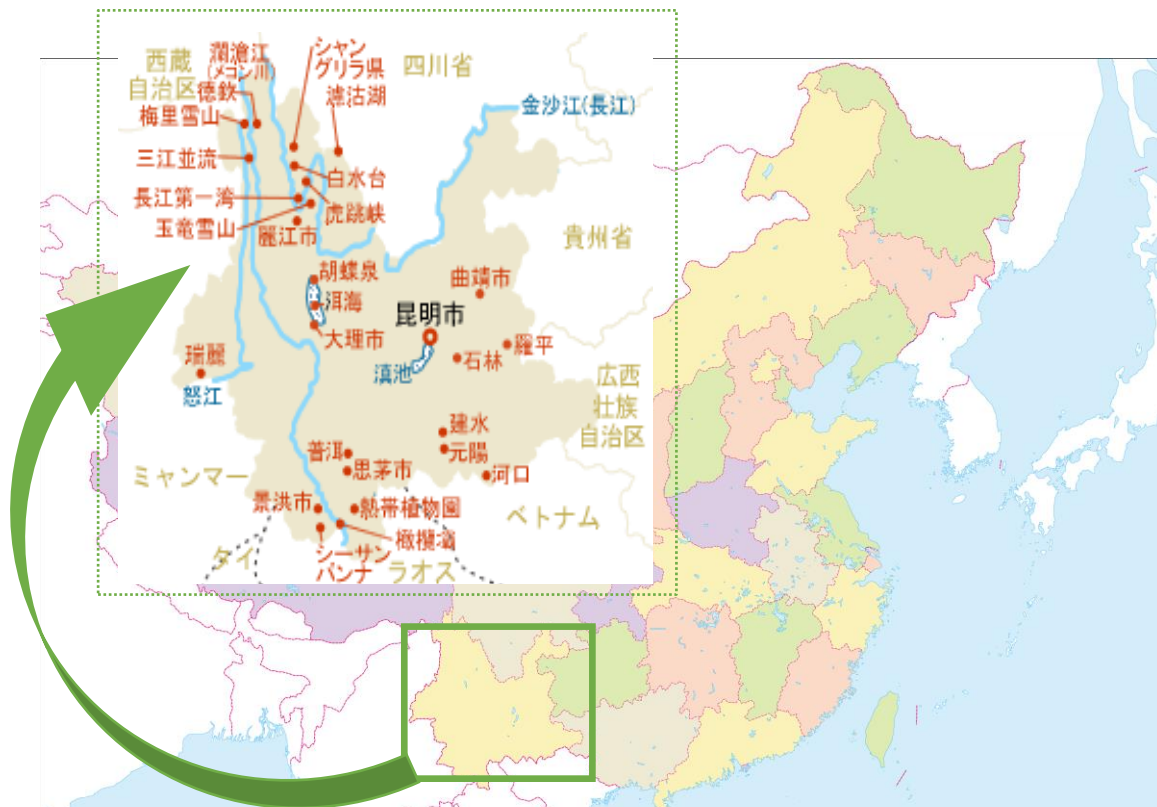 西蔵
自治区
瀾滄江
(メコン川)
徳欽
梅里雪山
三江並流
シャン
グリラ県
濾沽湖
四川省
金沙江(長江)
白水台
虎跳峡
長江第一湾
玉竜雪山
麗江市
貴州省
胡蝶泉
洱海
大理市
曲靖市
昆明市
羅平
石林
滇池
瑞麗
怒江
広西
壮族
自治区
建水
元陽
河口
普洱
思茅市
ミャンマー
景洪市
熱帯植物園
ベトナム
シーサン
パンナ
タイ
ラオス